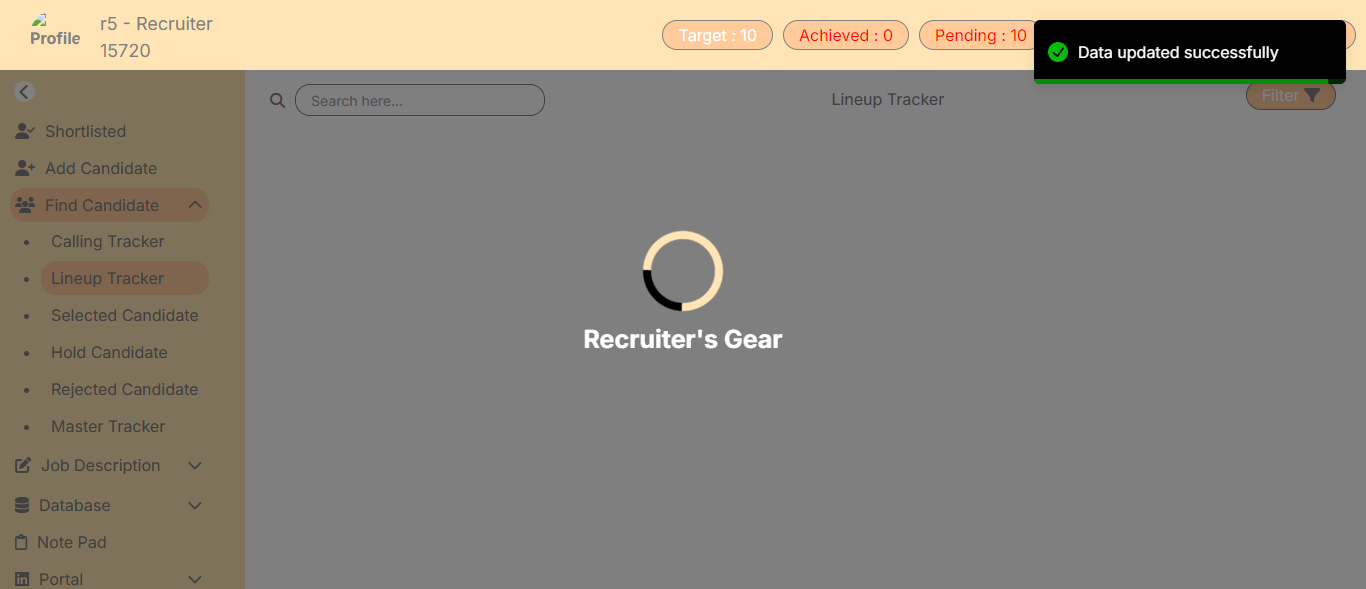 Profile
r5 - Recruiter
15720
Target : 10
Achieved : 0
Pending : 10
Data updated successfully
Search here...
Lineup Tracker
Filter
Shortlisted
Add Candidate
Find Candidate
Calling Tracker
Lineup Tracker
Selected Candidate
Hold Candidate
Rejected Candidate
Master Tracker
Job Description
Database
Note Pad
Portal
Recruiter's Gear